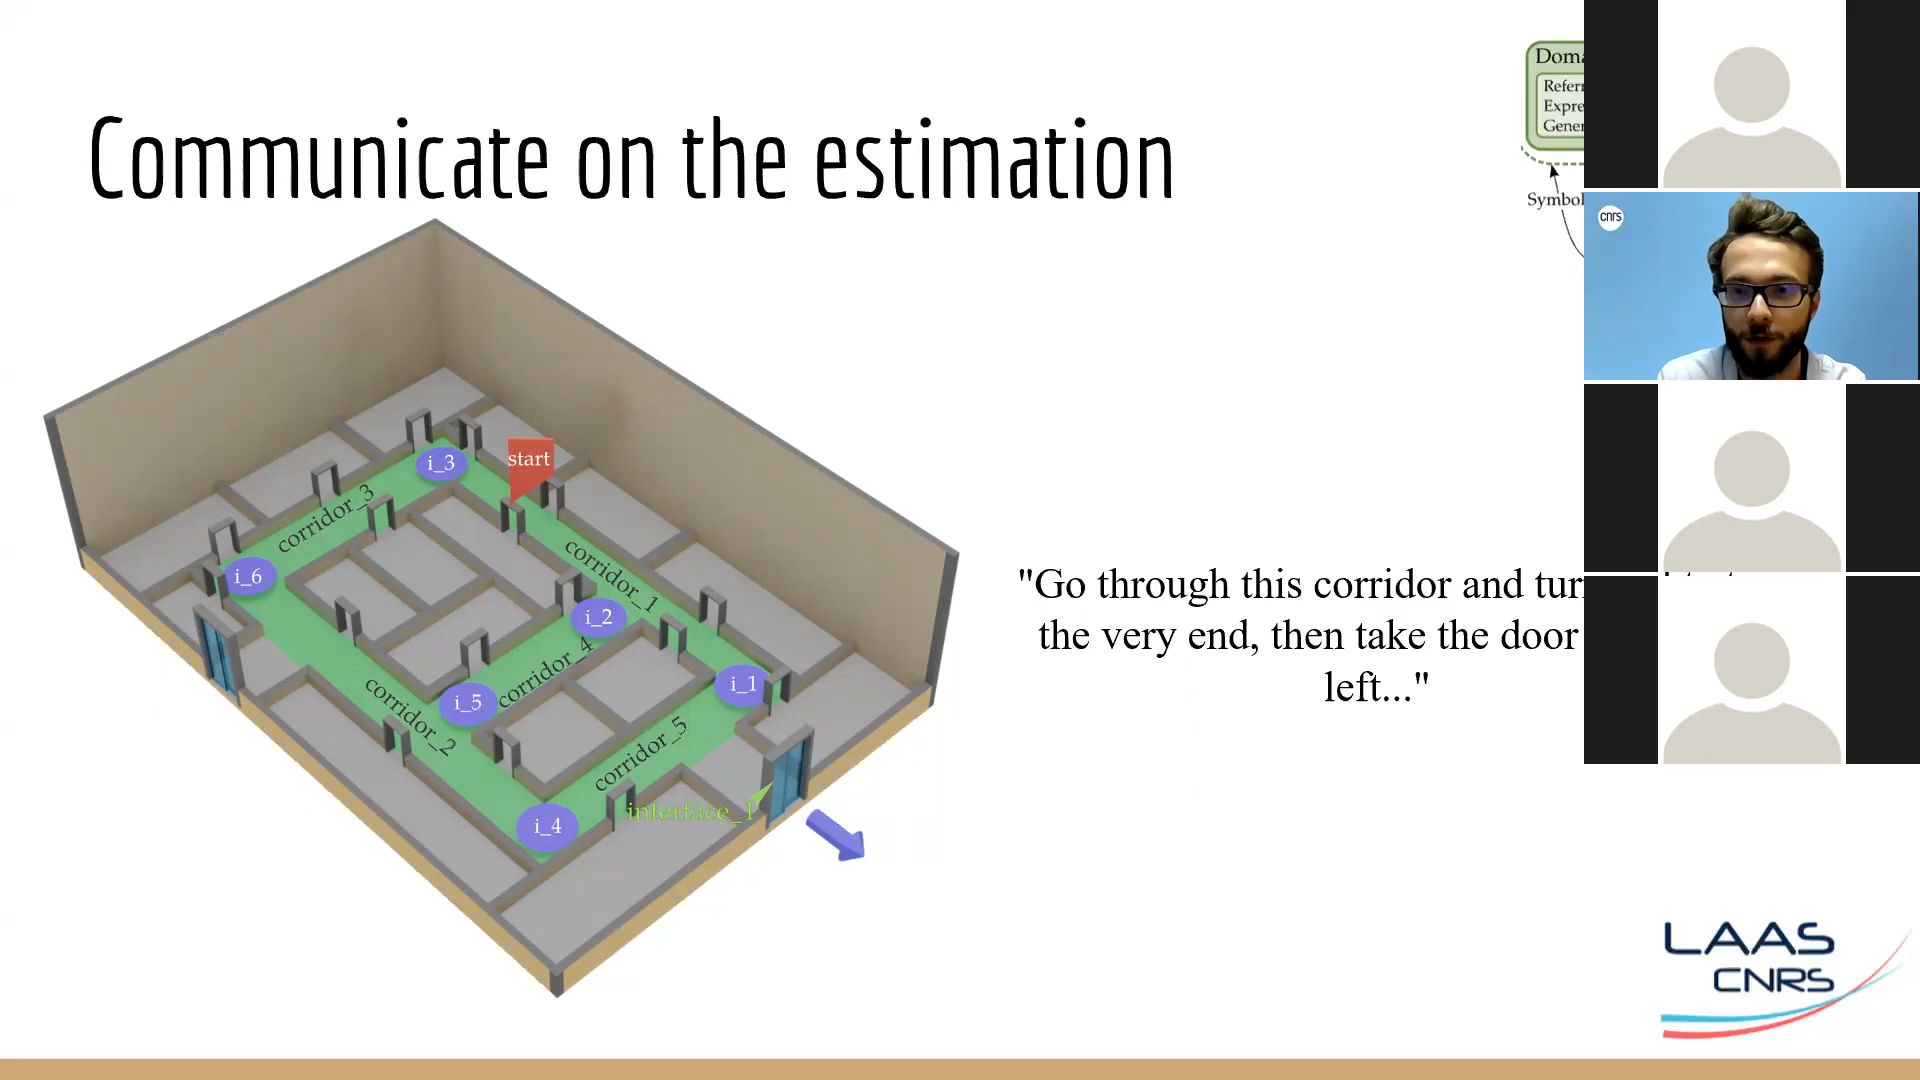 Communicate on the estimation
Symbol
cnrs
start
i_3
corridor_3
corridor_1
i_6
i_2
corridor_4
i_1
i_5
corridor_2
corridor_5
interface_1
i_4
"Go through this corridor and
the very end, then take the door
left..."
LAAS
CNRS